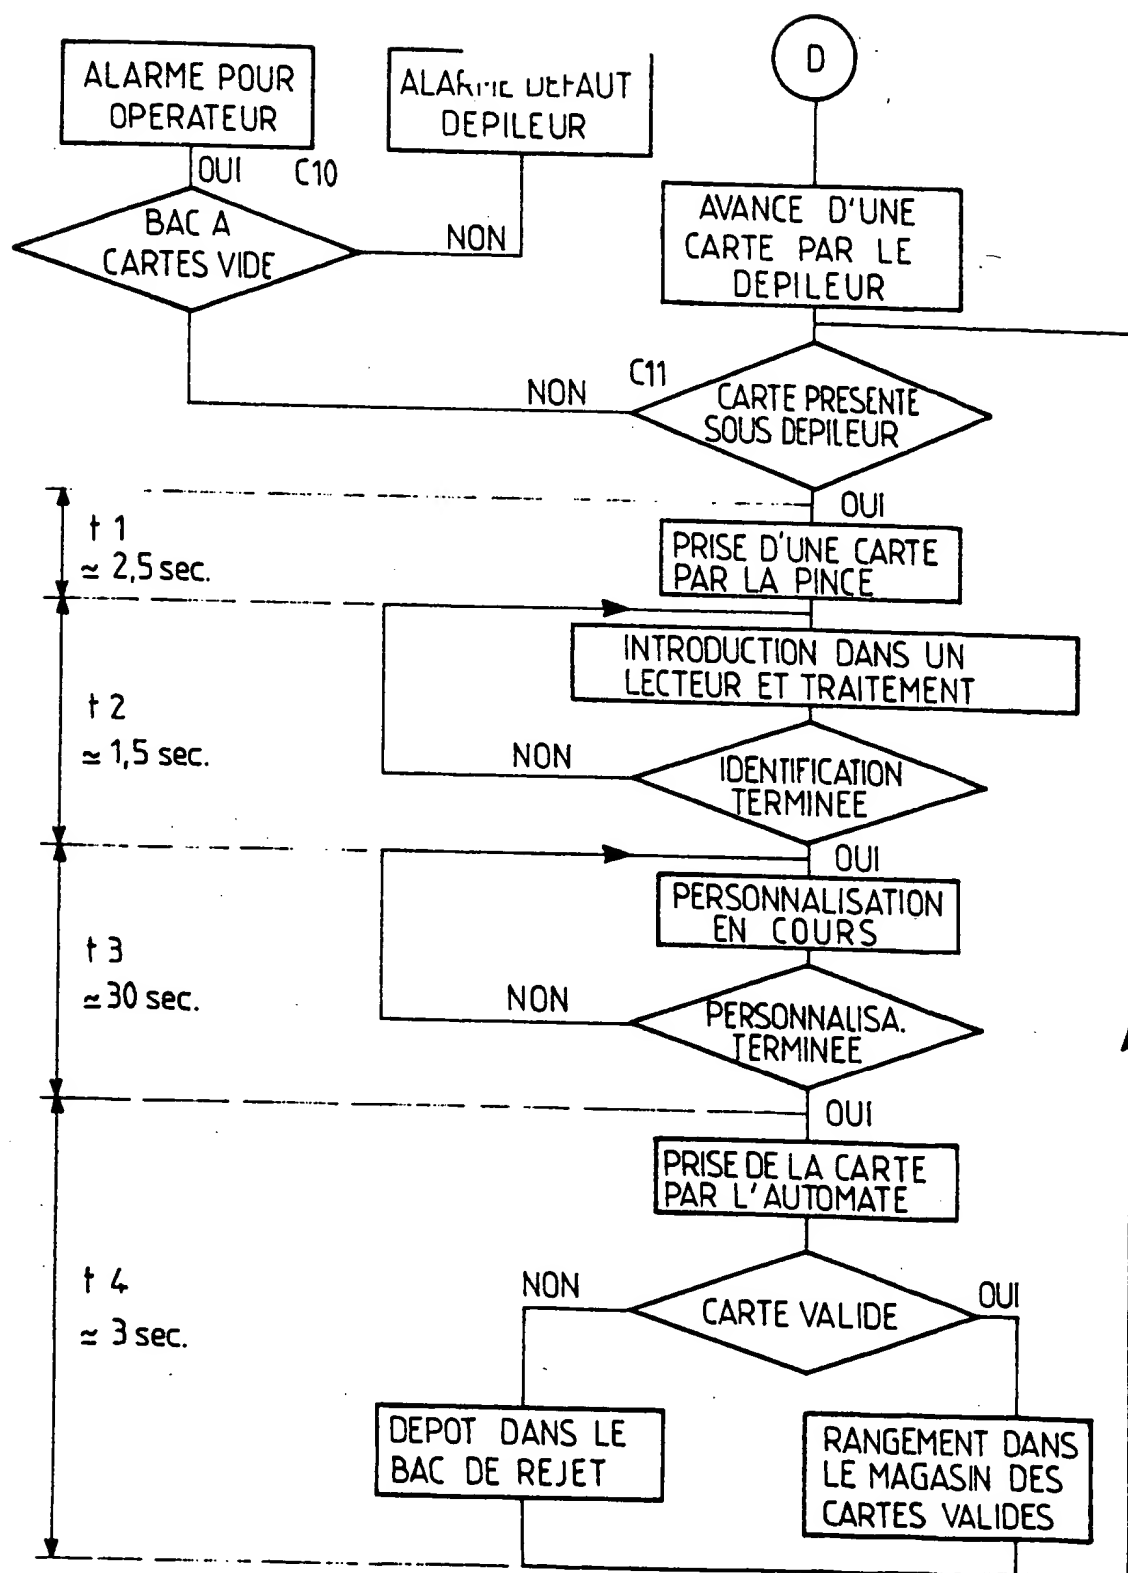 ALARME POUR
OPERATEUR
DEFAUT
DEPILEUR
D
OUI
C10
BAC A
CARTES VIDE
NON
AVANCE D'UNE
CARTE PAR LE
DEPILEUR
C11
NON
CARTE PRESENTE
SOUS DEPILEUR
OUI
t 1
≃ 2,5 sec.
PRISE D'UNE CARTE
PAR LA PINCE
INTRODUCTION DANS UN
LECTEUR ET TRAITEMENT
t 2
≃ 1,5 sec.
NON
IDENTIFICATION
TERMINEE
OUI
PERSONNALISATION
EN COURS
t 3
≃ 30 sec.
NON
PERSONNALISA.
TERMINEE
OUI
PRISE DE LA CARTE
PAR L'AUTOMATE
t 4
≃ 3 sec.
NON
CARTE VALIDE
OUI
DEPOT DANS LE
BAC DE REJET
RANGEMENT DANS
LE MAGASIN DES
CARTES VALIDES